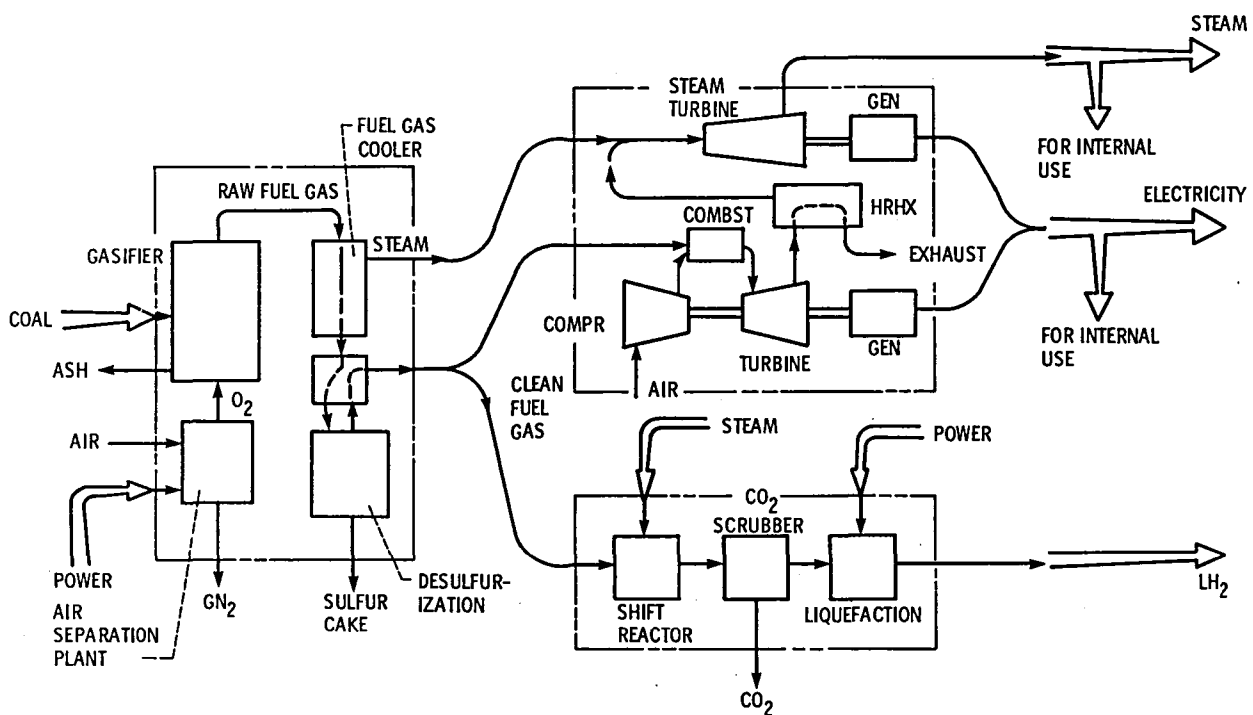 STEAM
STEAM
TURBINE
GEN
FOR INTERNAL
USE
FUEL GAS
COOLER
RAW FUEL GAS
ELECTRICITY
GASIFIER
STEAM
COMBST
HRHX
EXHAUST
COAL
COMPR
TURBINE
GEN
FOR INTERNAL
USE
ASH
O2
AIR
CLEAN
FUEL
GAS
AIR
STEAM
POWER
CO2
SCRUBBER
POWER
GN2
SULFUR
CAKE
DESULFUR-
IZATION
SHIFT
REACTOR
LIQUEFACTION
LH2
AIR
SEPARATION
PLANT
CO2